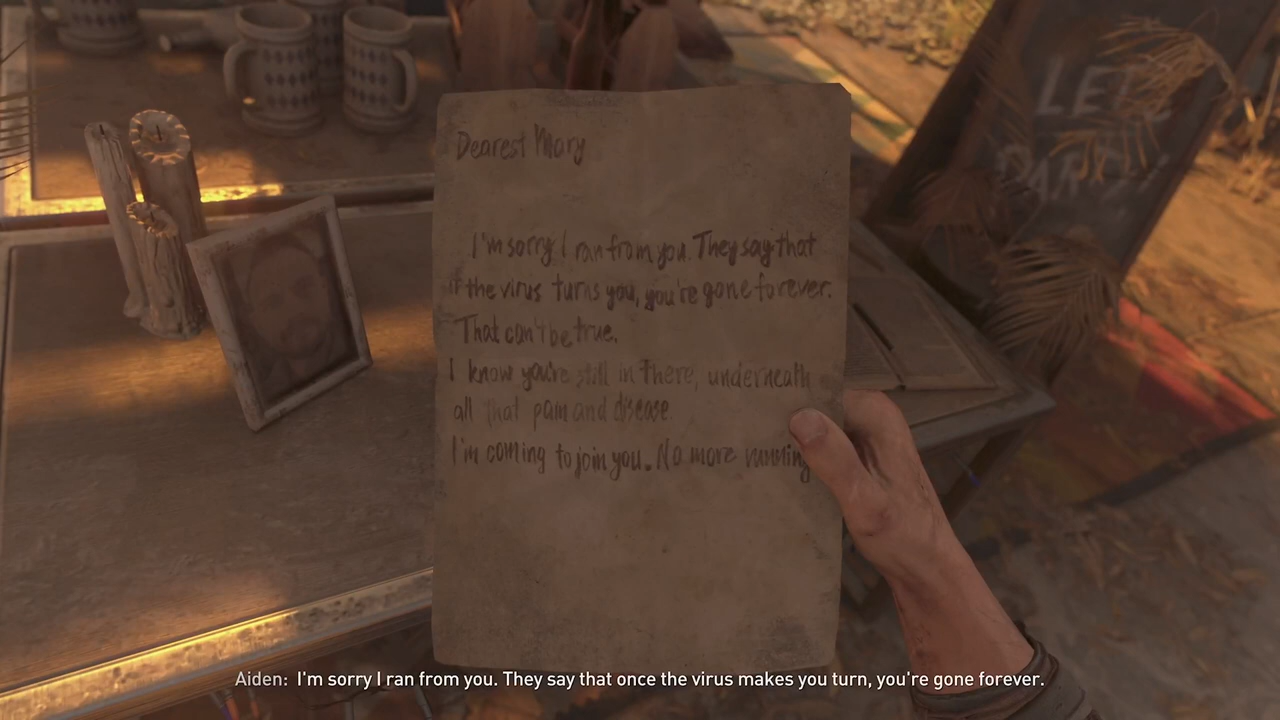 Dearest Mary
I'm sorry I ran from you. They say that
if the virus turns you, you're gone forever.
That can't be true.
I know you're still in there, underneath
all that pain and disease.
I'm coming to join you. No more running
LET
PARTY!
Aiden: I'm sorry I ran from you. They say that once the virus makes you turn, you're gone forever.